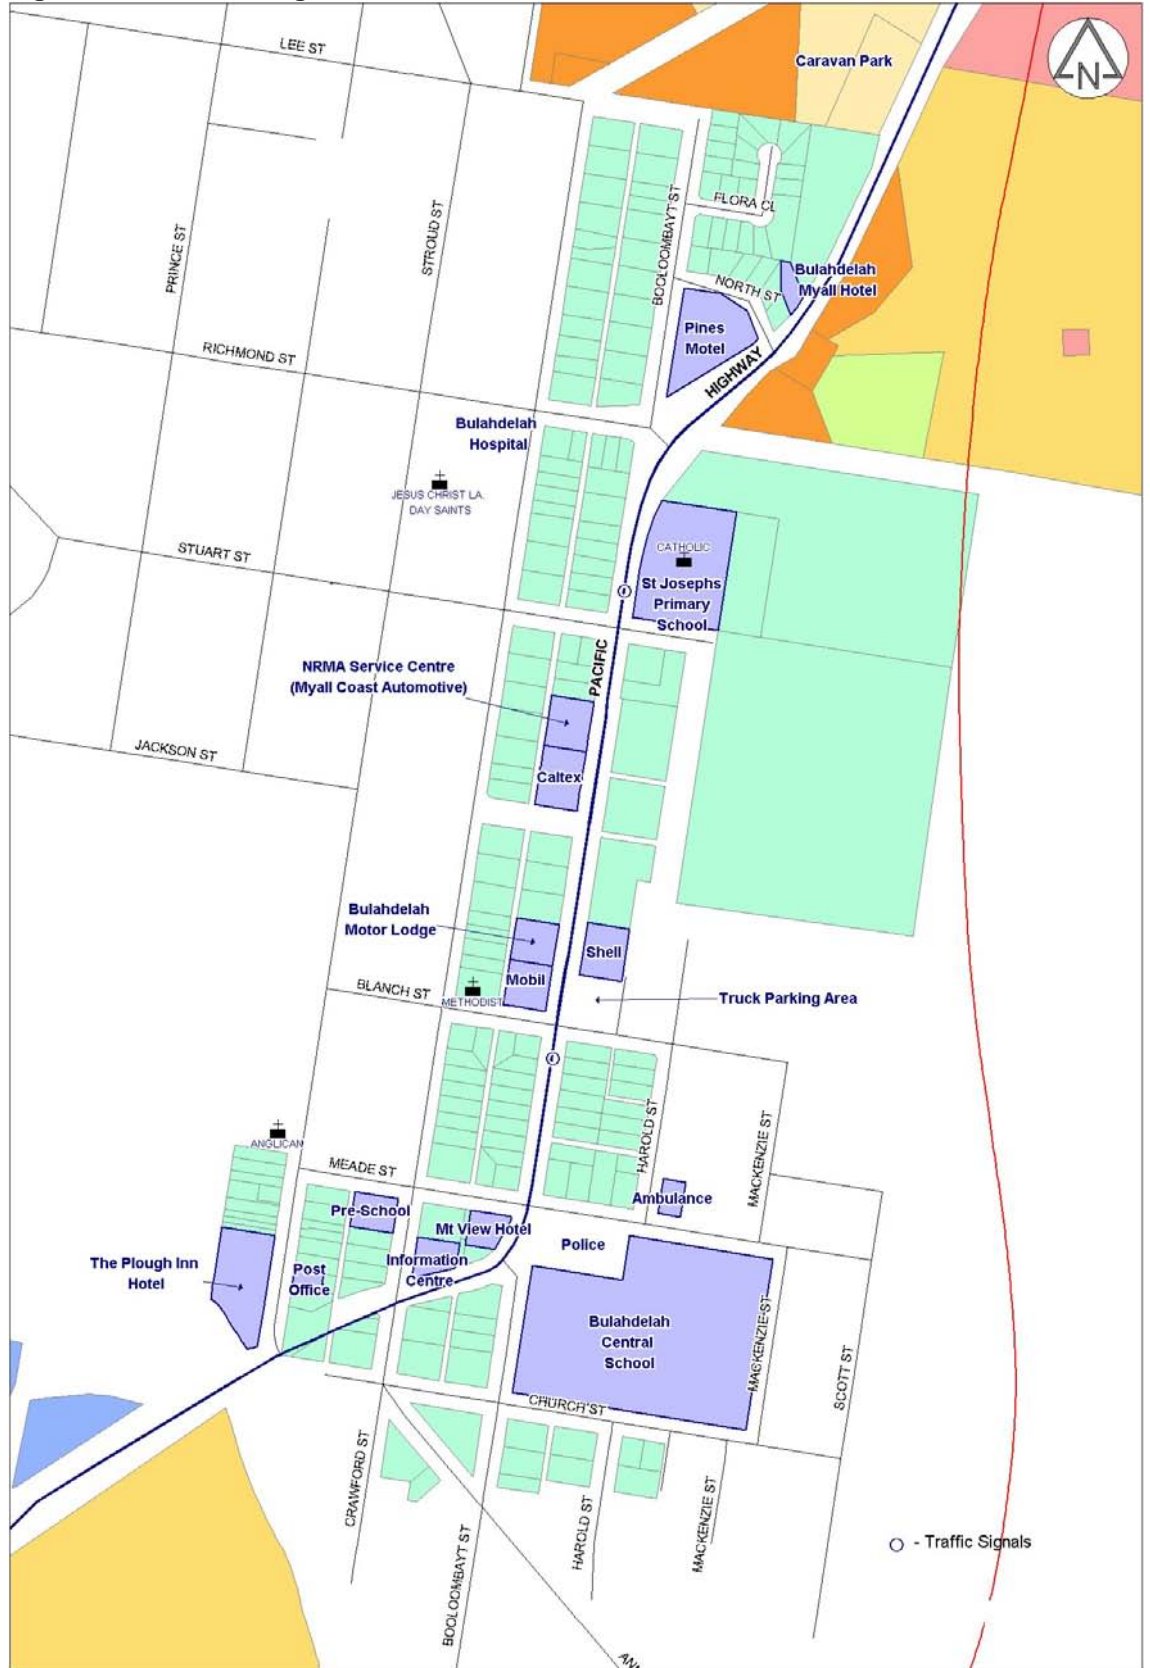 LEE ST
Caravan Park
N
FLORA CL
BOOLOOMBAYT ST
STROUD ST
PRINCE ST
NORTH ST
Bulahdelah
Myall Hotel
Pines
Motel
HIGHWAY
RICHMOND ST
Bulahdelah
Hospital
JESUS CHRIST LA.
DAY SAINTS
STUART ST
CATHOLIC
St Josephs
Primary
School
PACIFIC
NRMA Service Centre
(Myall Coast Automotive)
JACKSON ST
Caltex
Bulahdelah
Motor Lodge
Shell
Mobil
BLANCH ST
METHODIST
Truck Parking Area
HAROLD ST
MACKENZIE ST
ANGLICAN
MEADE ST
Ambulance
Pre-School
Mt View Hotel
Police
The Plough Inn
Hotel
Post
Office
Information
Centre
Bulahdelah
Central
School
MACKENZIE ST
SCOTT ST
CHURCH ST
CRAWFORD ST
BOOLOOMBAYT ST
HAROLD ST
MACKENZIE ST
- Traffic Signals